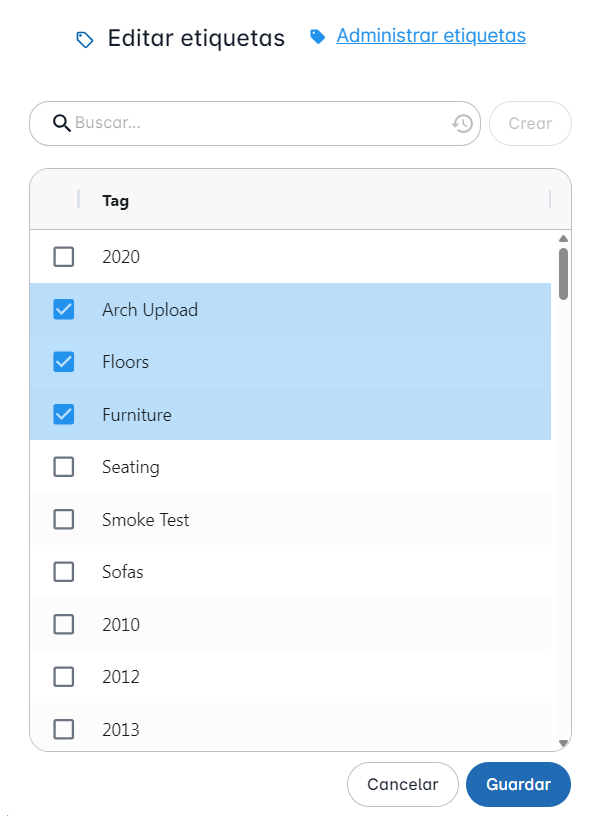 Editar etiquetas
Administrar etiquetas
Buscar...
Crear
Tag
2020
Arch Upload
Floors
Furniture
Seating
Smoke Test
Sofas
2010
2012
2013
Cancelar
Guardar